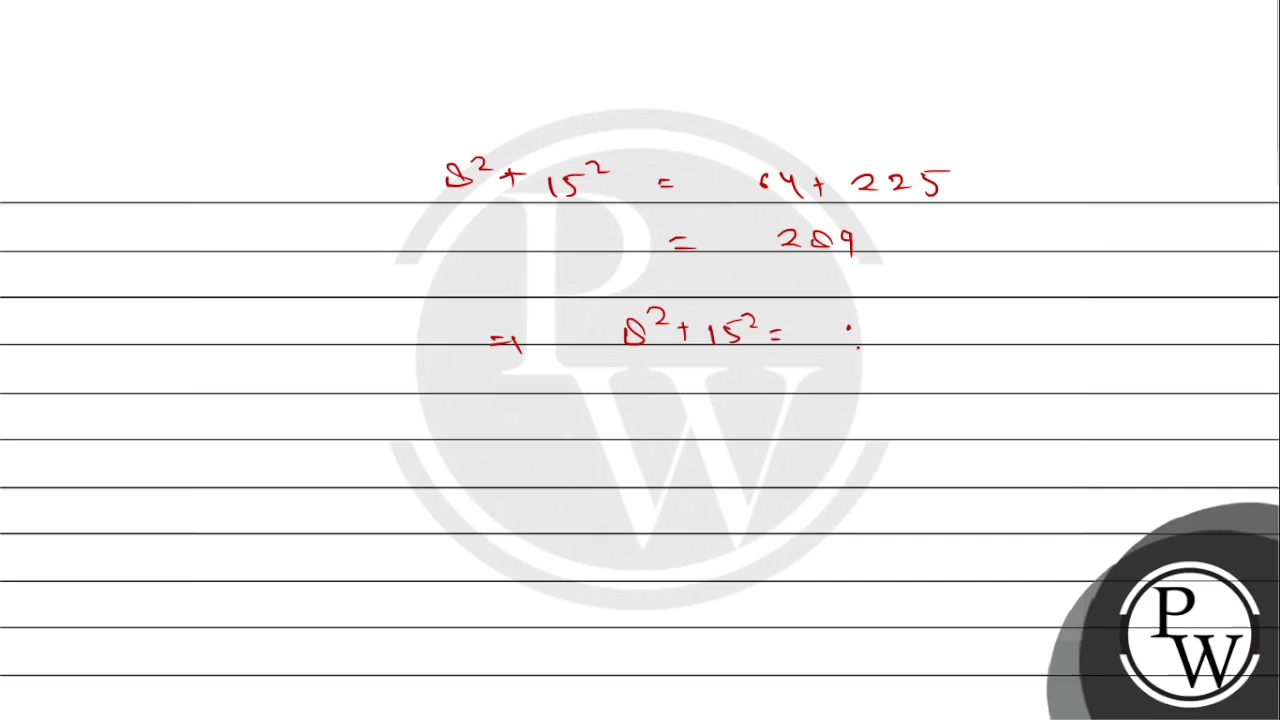 8² + 15² = 64 + 225
= 289
⇒ 8² + 15² =
P
W
P
W